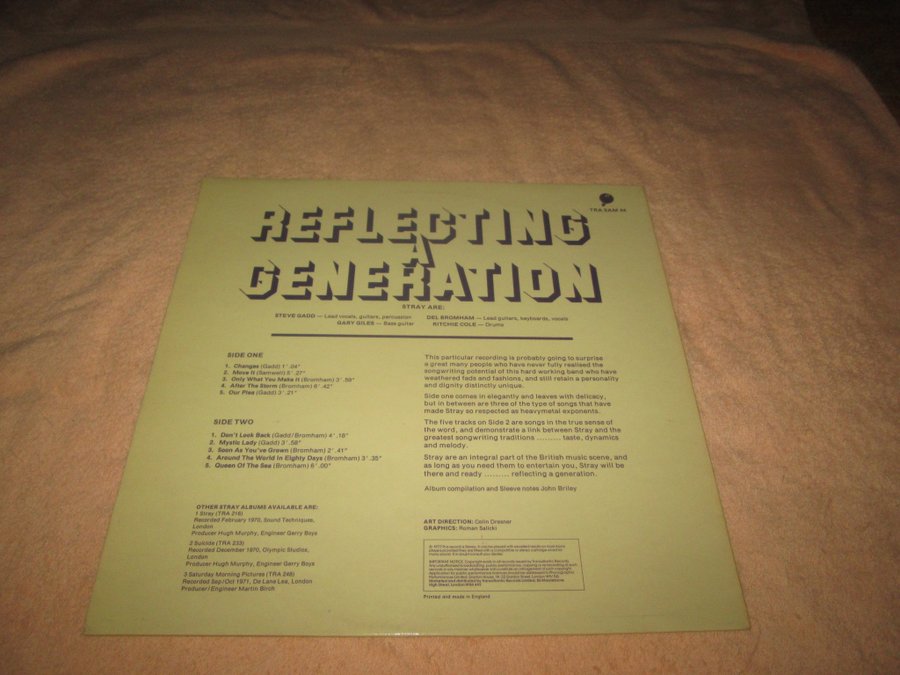 TRA SAM 34
REFLECTING
A
GENERATION
STRAY ARE:
STEVE GADD — Lead vocals, guitars, percussion DEL BROMHAM — Lead guitars, keyboards, vocals
GARY GILES — Bass guitar RITCHIE COLE — Drums
SIDE ONE
1. Changes (Gadd) 1' .04"
2. Move It (Samwell) 5' .27"
3. Only What You Make It (Bromham) 3' .59"
4. After The Storm (Bromham) 6' .42"
5. Our Plea (Gadd) 3' .21"
SIDE TWO
1. Don't Look Back (Gadd/Bromham) 4' .18"
2. Mystic Lady (Gadd) 3' .58"
3. Soon As You've Grown (Bromham) 2' .41"
4. Around The World In Eighty Days (Bromham) 3' .35"
5. Queen Of The Sea (Bromham) 6' .00"
OTHER STRAY ALBUMS AVAILABLE ARE:
1 Stray (TRA 216)
Recorded February 1970, Sound Techniques,
London
Producer Hugh Murphy, Engineer Gerry Boys
2 Suicide (TRA 233)
Recorded December 1970, Olympic Studios,
London
Producer Hugh Murphy, Engineer Gerry Boys
3 Saturday Morning Pictures (TRA 248)
Recorded Sep/Oct 1971, De Lane Lea, London
Producer/Engineer Martin Birch
This particular recording is probably going to surprise
a great many people who have never fully realised the
songwriting potential of this hard working band who have
weathered fads and fashions, and still retain a personality
and dignity distinctly unique.
Side one comes in elegantly and leaves with delicacy,
but in between are three of the type of songs that have
made Stray so respected as heavymetal exponents.
The five tracks on Side 2 are songs in the true sense of
the word, and demonstrate a link between Stray and the
greatest songwriting traditions ......... taste, dynamics
and melody.
Stray are an integral part of the British music scene, and
as long as you need them to entertain you, Stray will be
there and ready ......... reflecting a generation.
Album compilation and Sleeve notes John Briley
ART DIRECTION: Colin Dresner
GRAPHICS: Roman Salicki
Printed and made in England